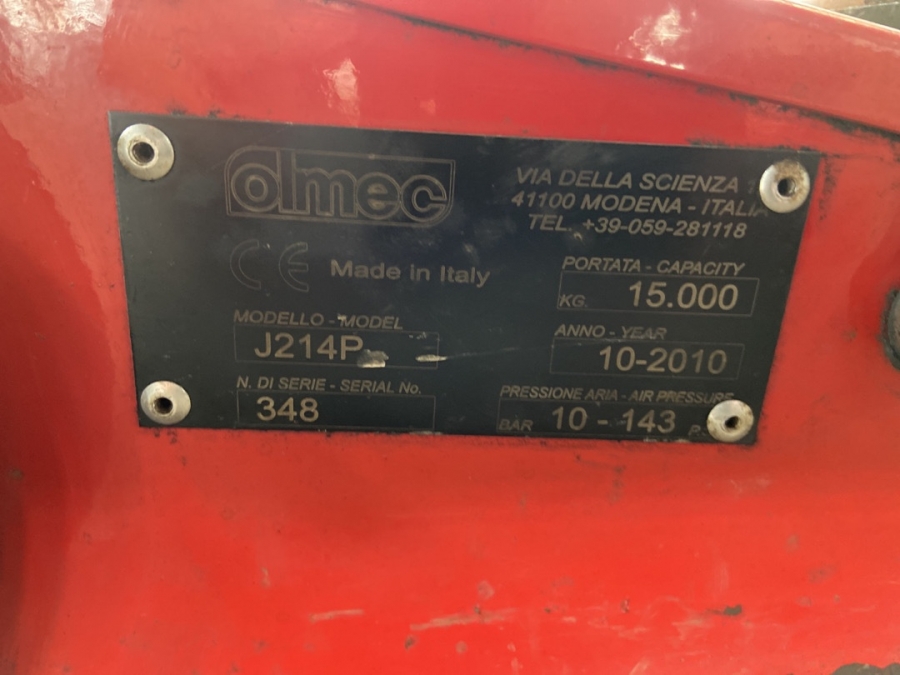 olmec
VIA DELLA SCIENZA
41100 MODENA - ITALIA
TEL. +39-059-281118
CE Made in Italy
PORTATA - CAPACITY
KG. 15.000
MODELLO - MODEL
J214P
ANNO - YEAR
10-2010
N. DI SERIE - SERIAL No.
348
PRESSIONE ARIA - AIR PRESSURE
BAR 10 - 143